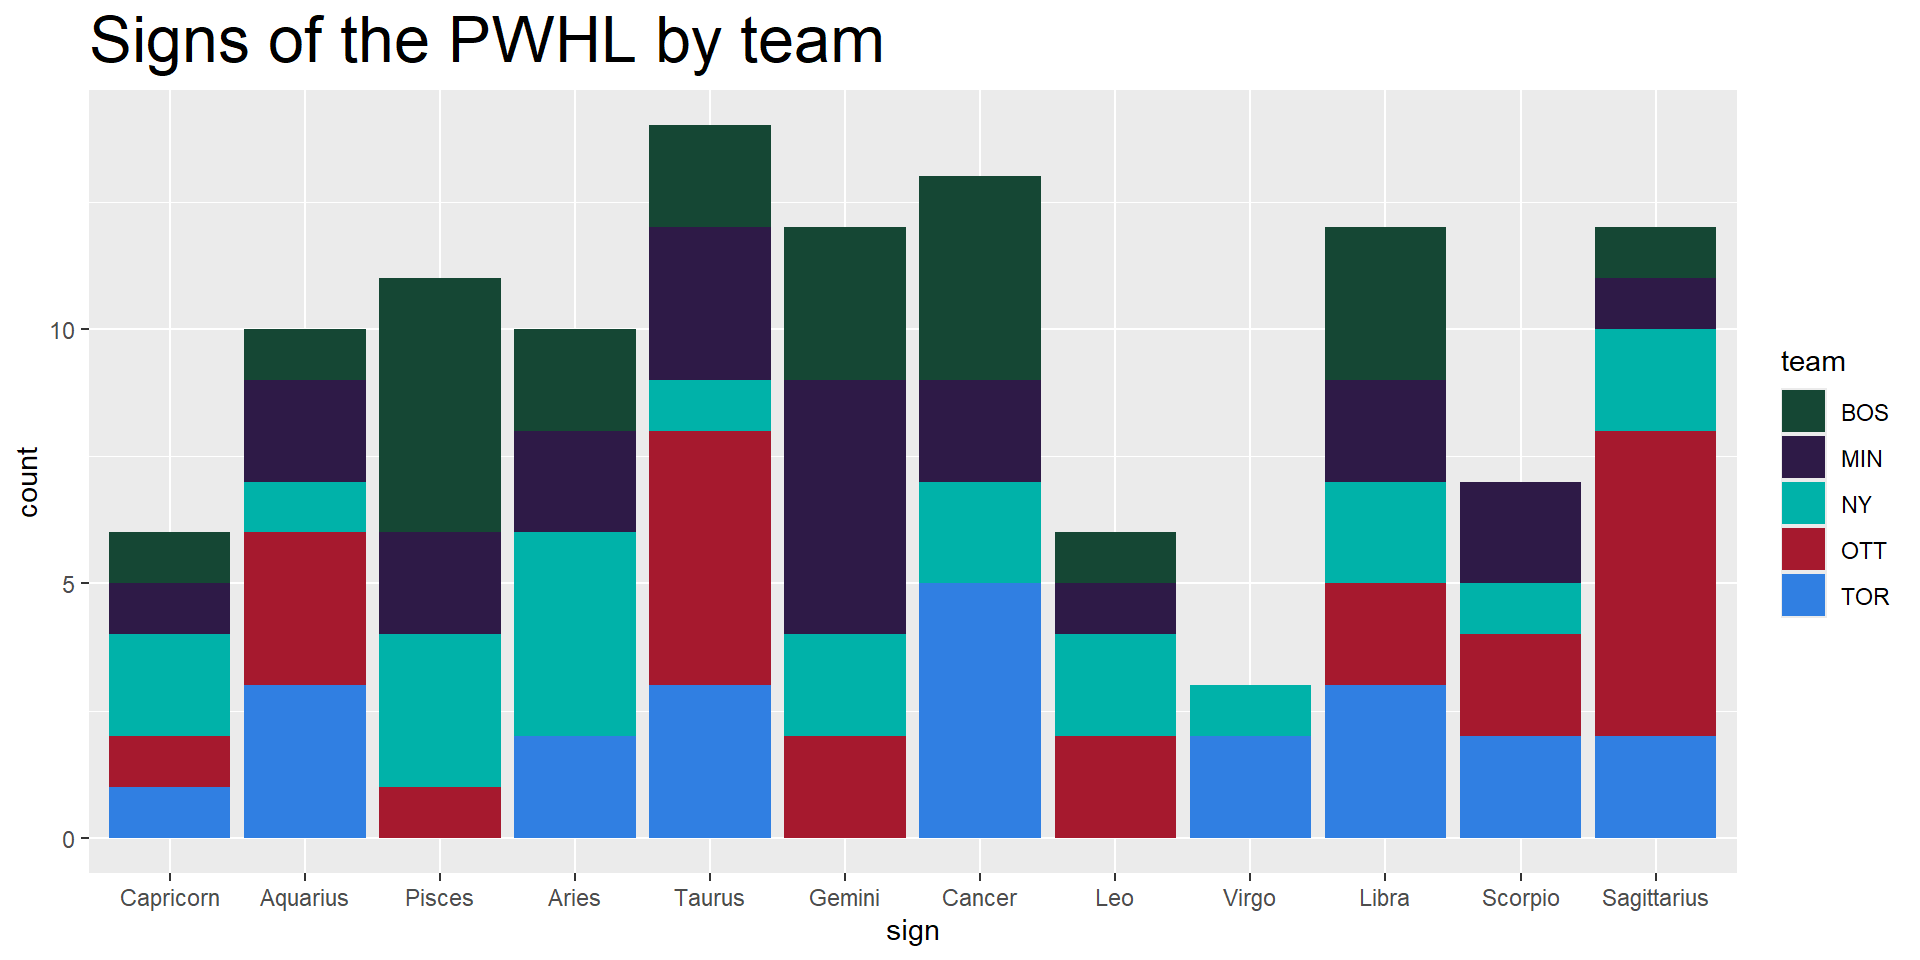 Signs of the PWHL by team
10
5
0
count
Capricorn Aquarius Pisces Aries Taurus Gemini Cancer Leo Virgo Libra Scorpio Sagittarius
sign
team
BOS
MIN
NY
OTT
TOR